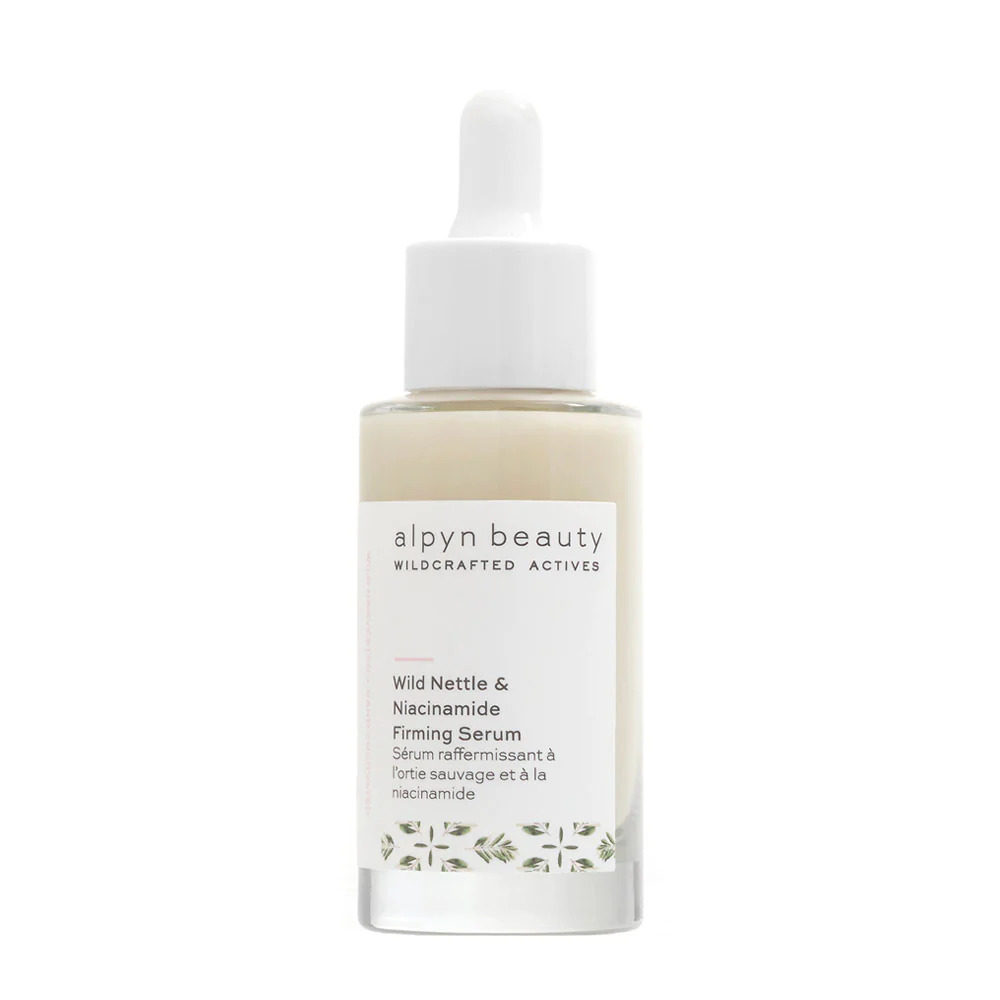 alpyn beauty
WILDCRAFTED ACTIVES
Wild Nettle &
Niacinamide
Firming Serum
Sérum raffermissant à
l'ortie sauvage et à la
niacinamide